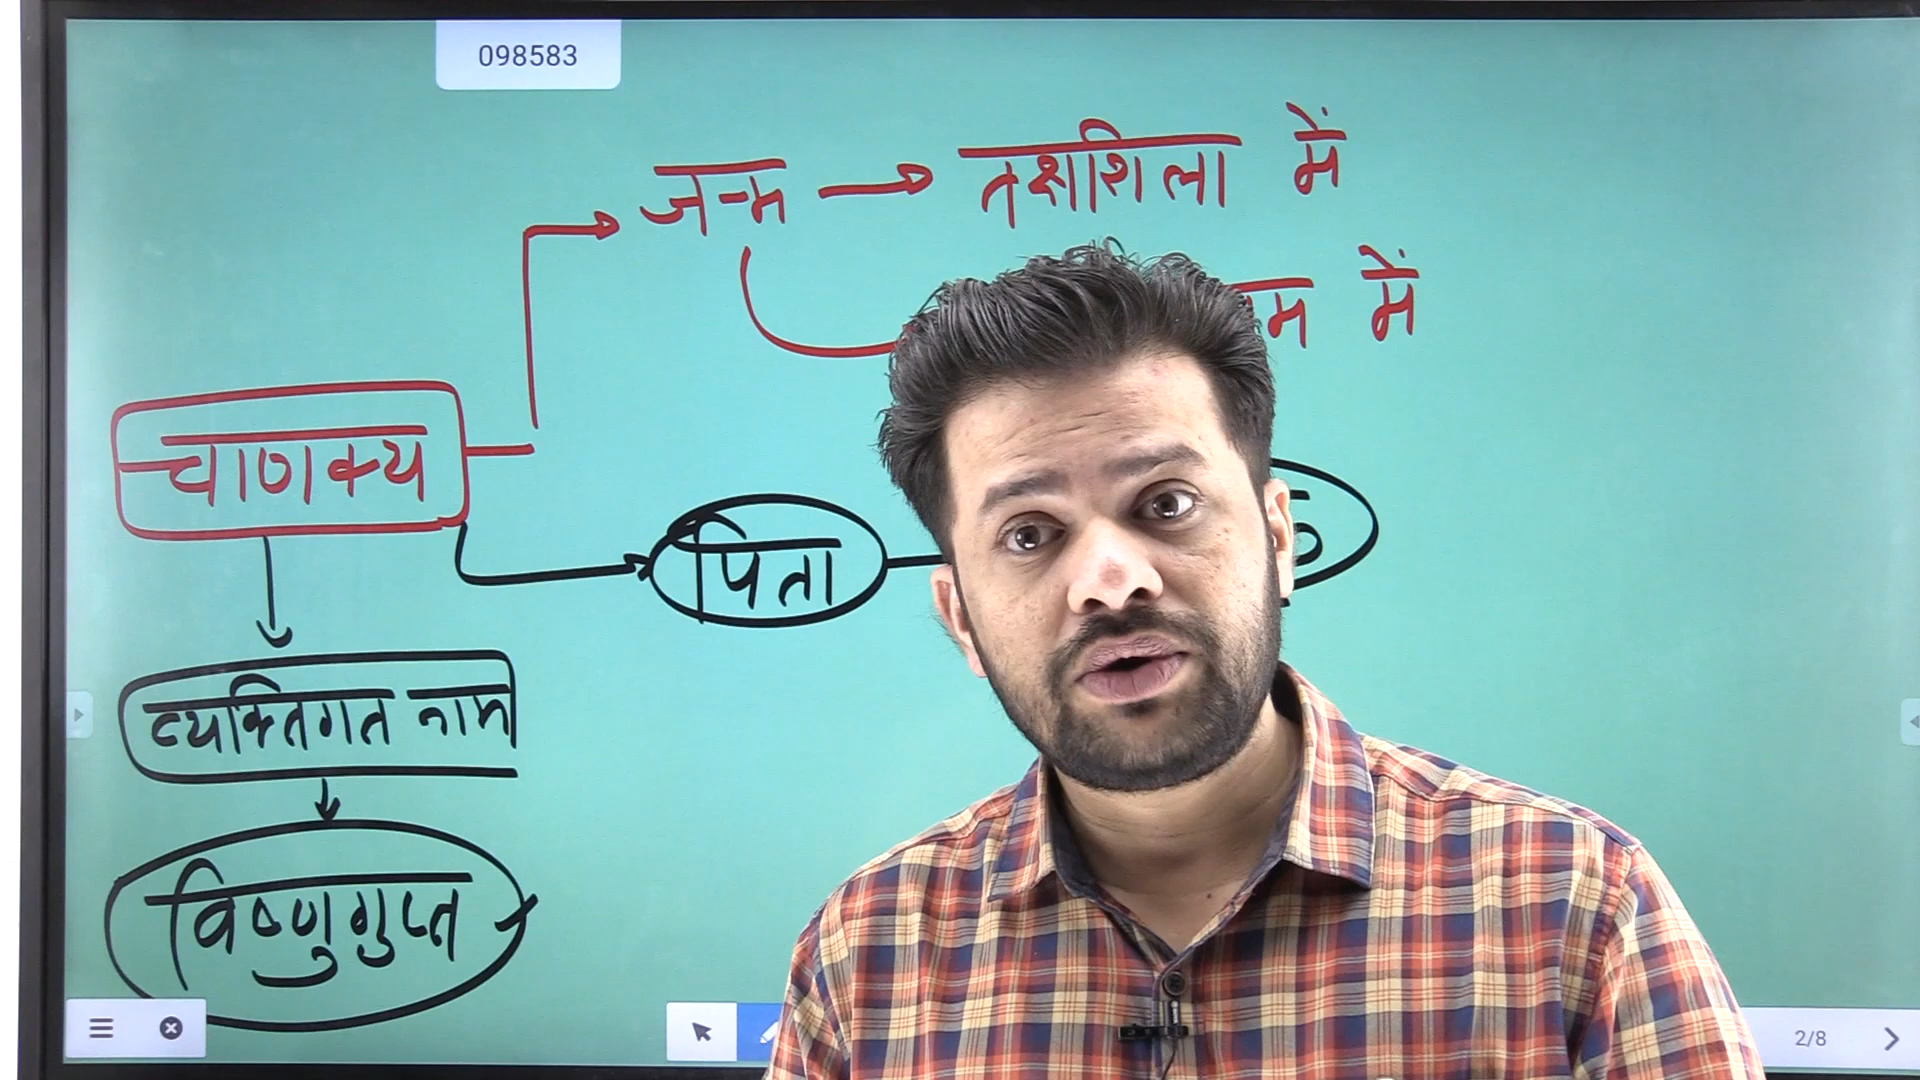 098583
जन्म → तक्षशिला में
में
चाणक्य
पिता
व्यक्तिगत नाम
विष्णुगुप्त
2/8